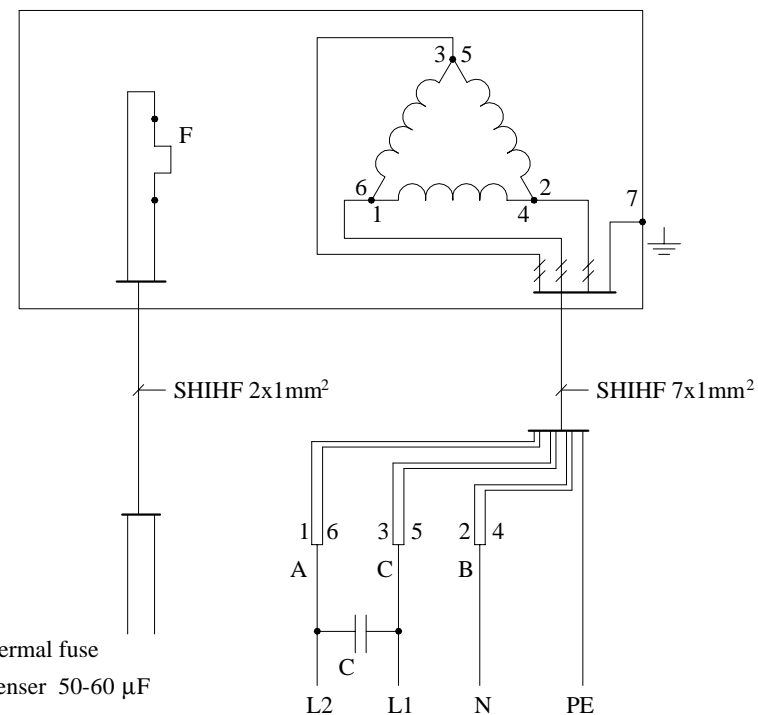 3 5
F
6
2
7
1
4
SHIHF 2x1mm²
SHIHF 7x1mm²
1 6 3 5 2 4
A C B
ermal fuse
C
enser 50-60 µF
L2 L1 N PE